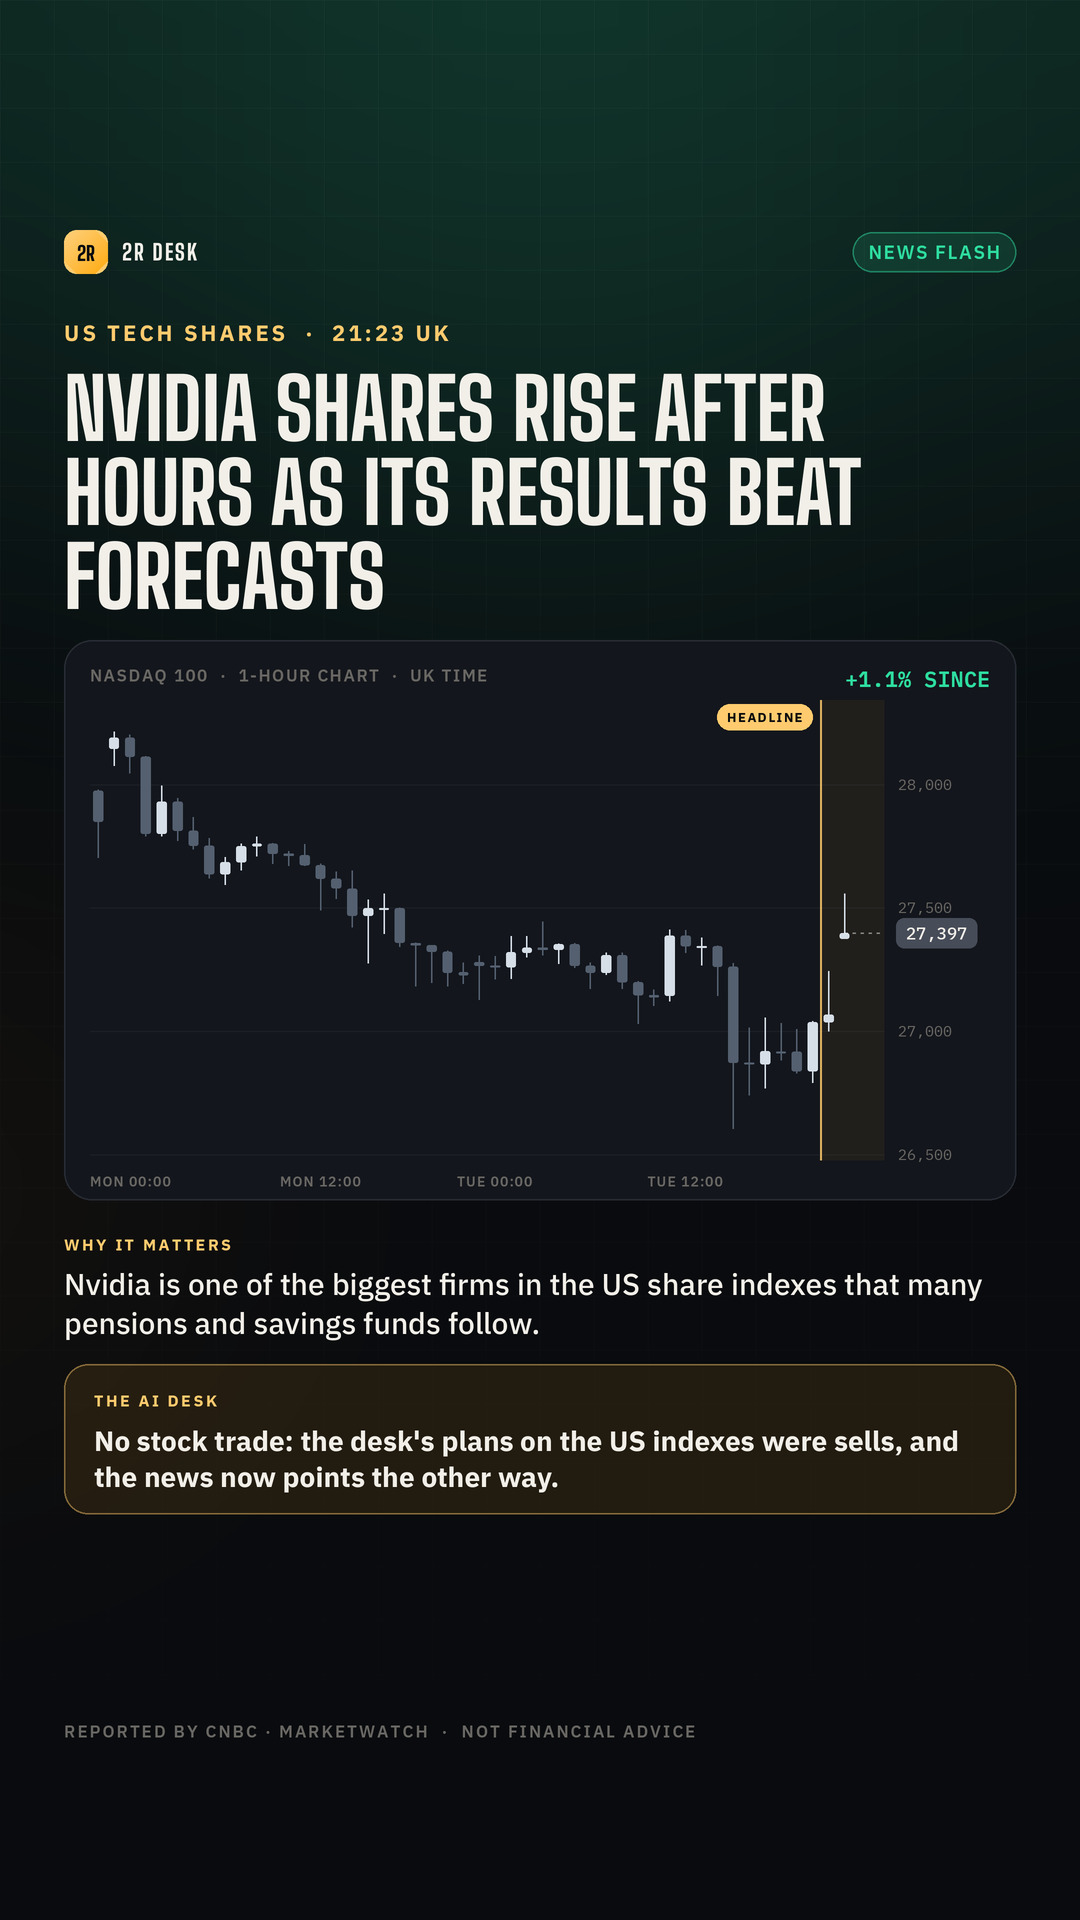 2R 2R DESK
NEWS FLASH
US TECH SHARES · 21:23 UK
NVIDIA SHARES RISE AFTER
HOURS AS ITS RESULTS BEAT
FORECASTS
NASDAQ 100 · 1-HOUR CHART · UK TIME
+1.1% SINCE
HEADLINE
28,000
27,500
27,397
27,000
26,500
MON 00:00 MON 12:00 TUE 00:00 TUE 12:00
WHY IT MATTERS
Nvidia is one of the biggest firms in the US share indexes that many
pensions and savings funds follow.
THE AI DESK
No stock trade: the desk's plans on the US indexes were sells, and
the news now points the other way.
REPORTED BY CNBC · MARKETWATCH · NOT FINANCIAL ADVICE